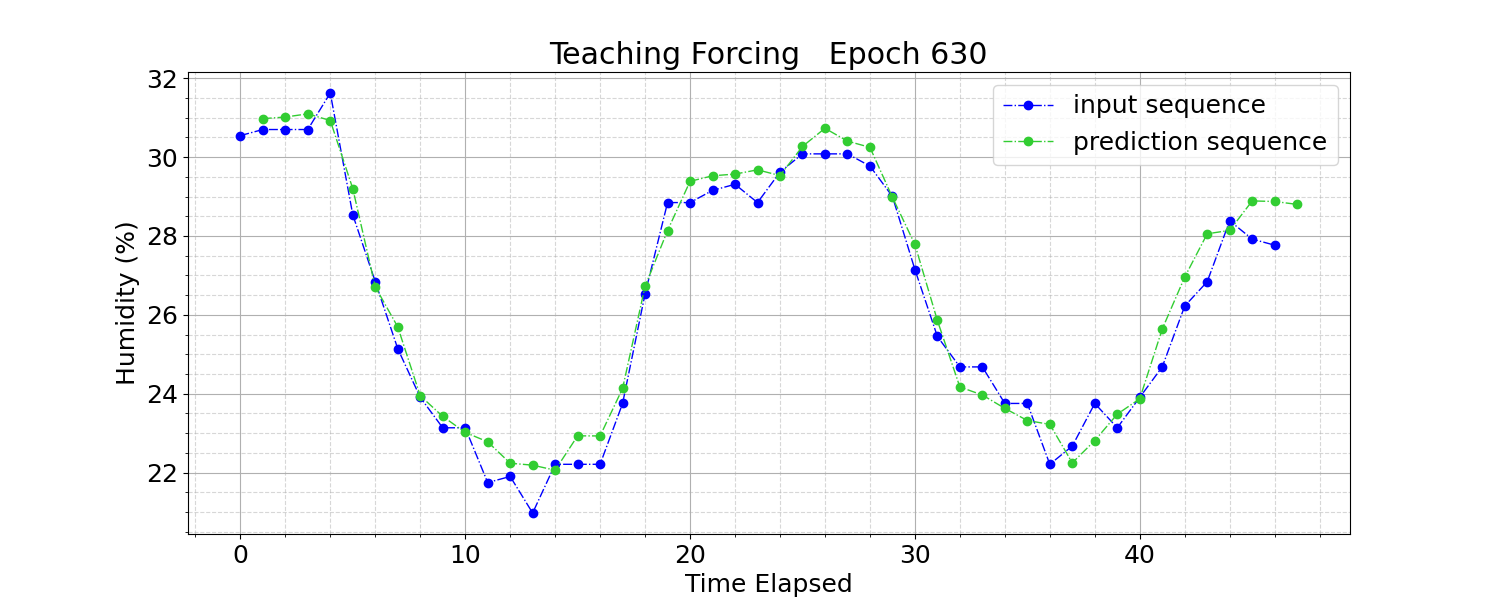 Teaching Forcing   Epoch 630
input sequence
prediction sequence
Humidity (%)
32
30
28
26
24
22
0 10 20 30 40
Time Elapsed